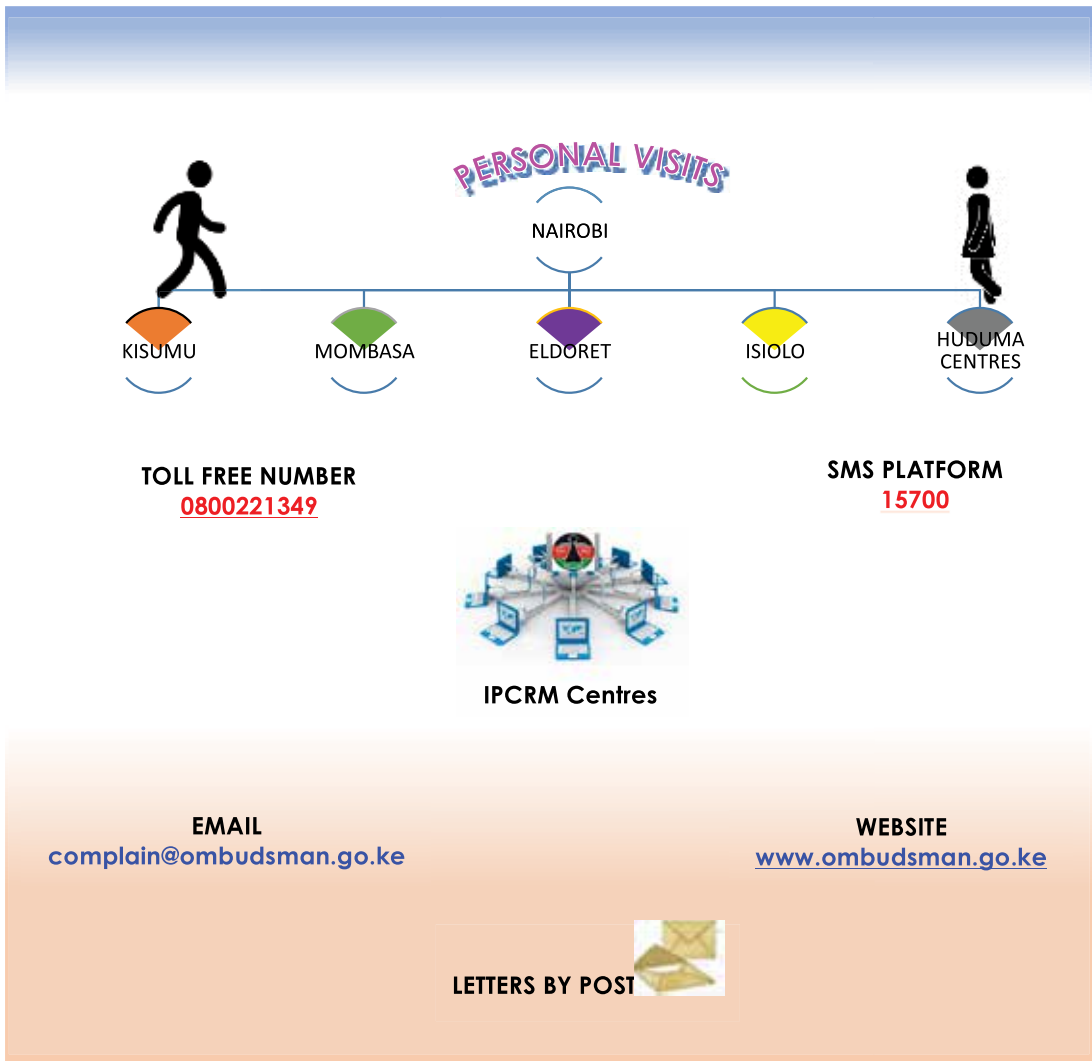 PERSONAL VISITS
NAIROBI
KISUMU
MOMBASA
ELDORET
ISIOLO
HUDUMA
CENTRES
TOLL FREE NUMBER
0800221349
SMS PLATFORM
15700
IPCRM Centres
EMAIL
complain@ombudsman.go.ke
WEBSITE
www.ombudsman.go.ke
LETTERS BY POST